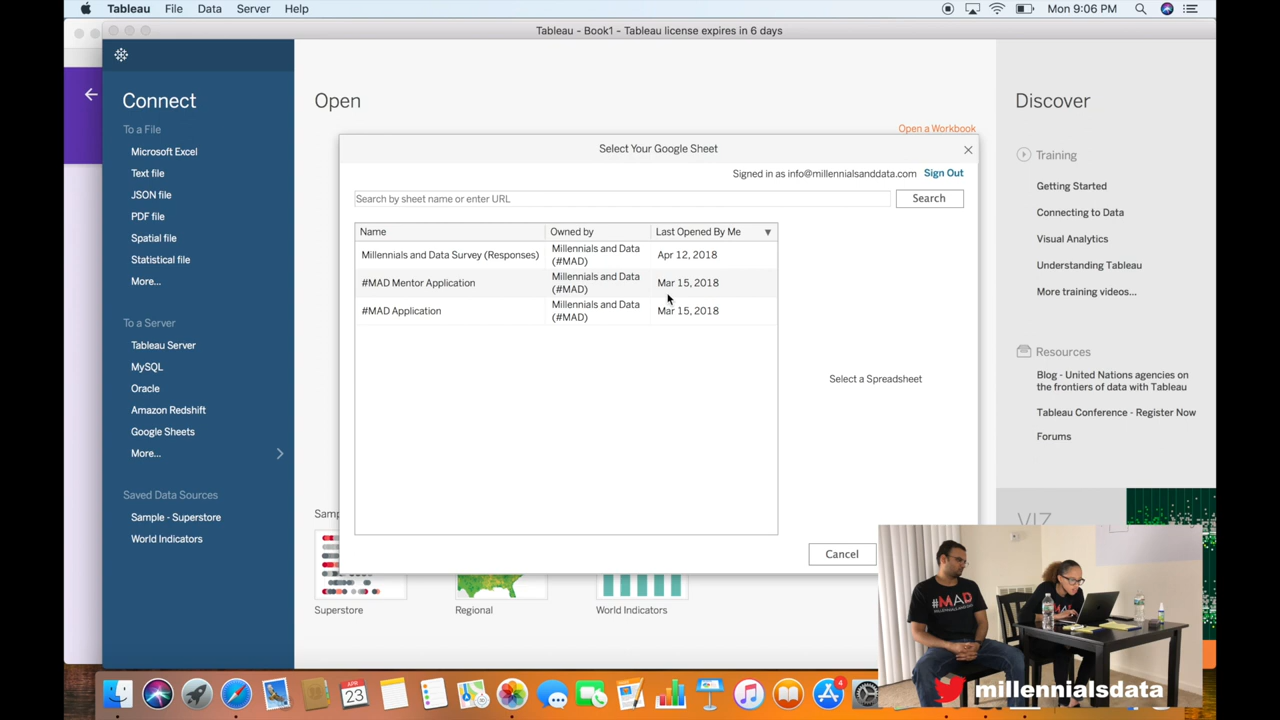 Tableau File Data Server Help
Mon 9:06 PM
Tableau - Book1 - Tableau license expires in 6 days
Connect
To a File
Microsoft Excel
Text file
JSON file
PDF file
Spatial file
Statistical file
More...
To a Server
Tableau Server
MySQL
Oracle
Amazon Redshift
Google Sheets
More...
Saved Data Sources
Sample - Superstore
World Indicators
Open
Open a Workbook
Select Your Google Sheet
Signed in as info@millennialsanddata.com Sign Out
Search by sheet name or enter URL
Search
Name Owned by Last Opened By Me
Millennials and Data Survey (Responses) Millennials and Data (#MAD) Apr 12, 2018
#MAD Mentor Application Millennials and Data (#MAD) Mar 15, 2018
#MAD Application Millennials and Data (#MAD) Mar 15, 2018
Select a Spreadsheet
Cancel
Samp
Superstore
Regional
World Indicators
Discover
Training
Getting Started
Connecting to Data
Visual Analytics
Understanding Tableau
More training videos...
Resources
Blog - United Nations agencies on
the frontiers of data with Tableau
Tableau Conference - Register Now
Forums
VIZ
#MAD
millennialsdata
APR
23
4